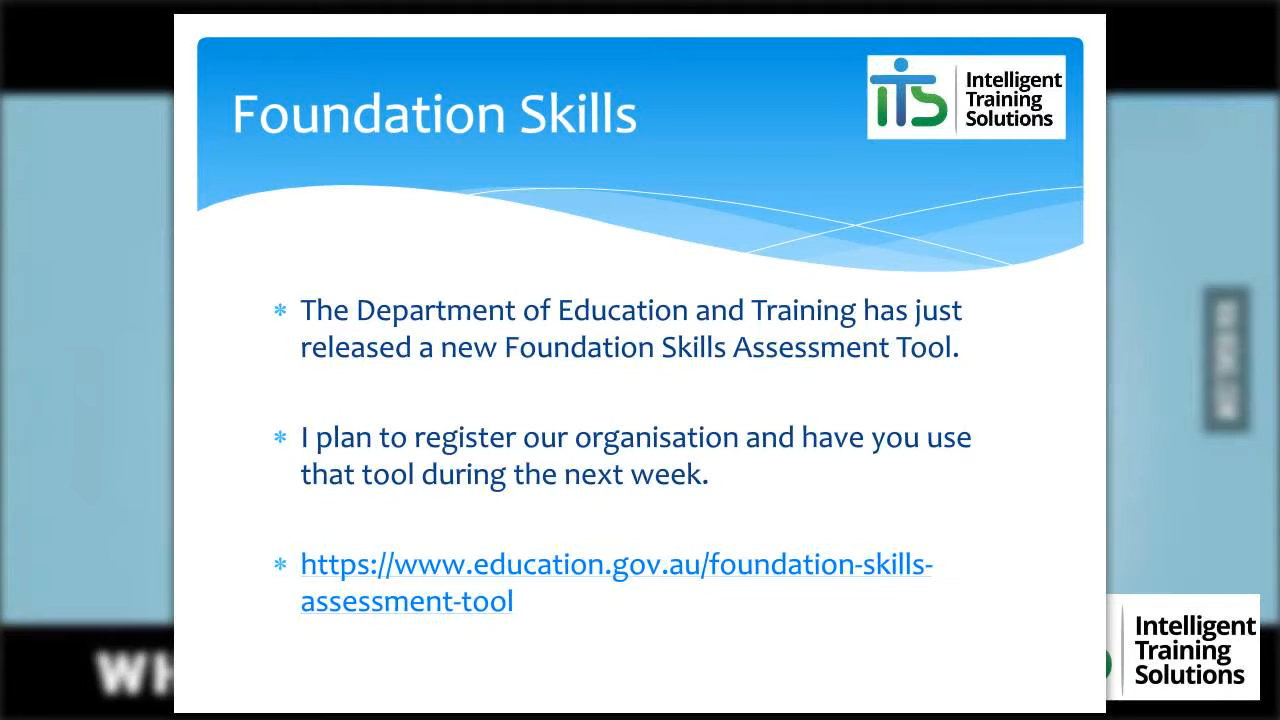 Foundation Skills
iTS
Intelligent
Training
Solutions
* The Department of Education and Training has just
released a new Foundation Skills Assessment Tool.
* I plan to register our organisation and have you use
that tool during the next week.
* https://www.education.gov.au/foundation-skills-
assessment-tool
WH
Intelligent
Training
Solutions